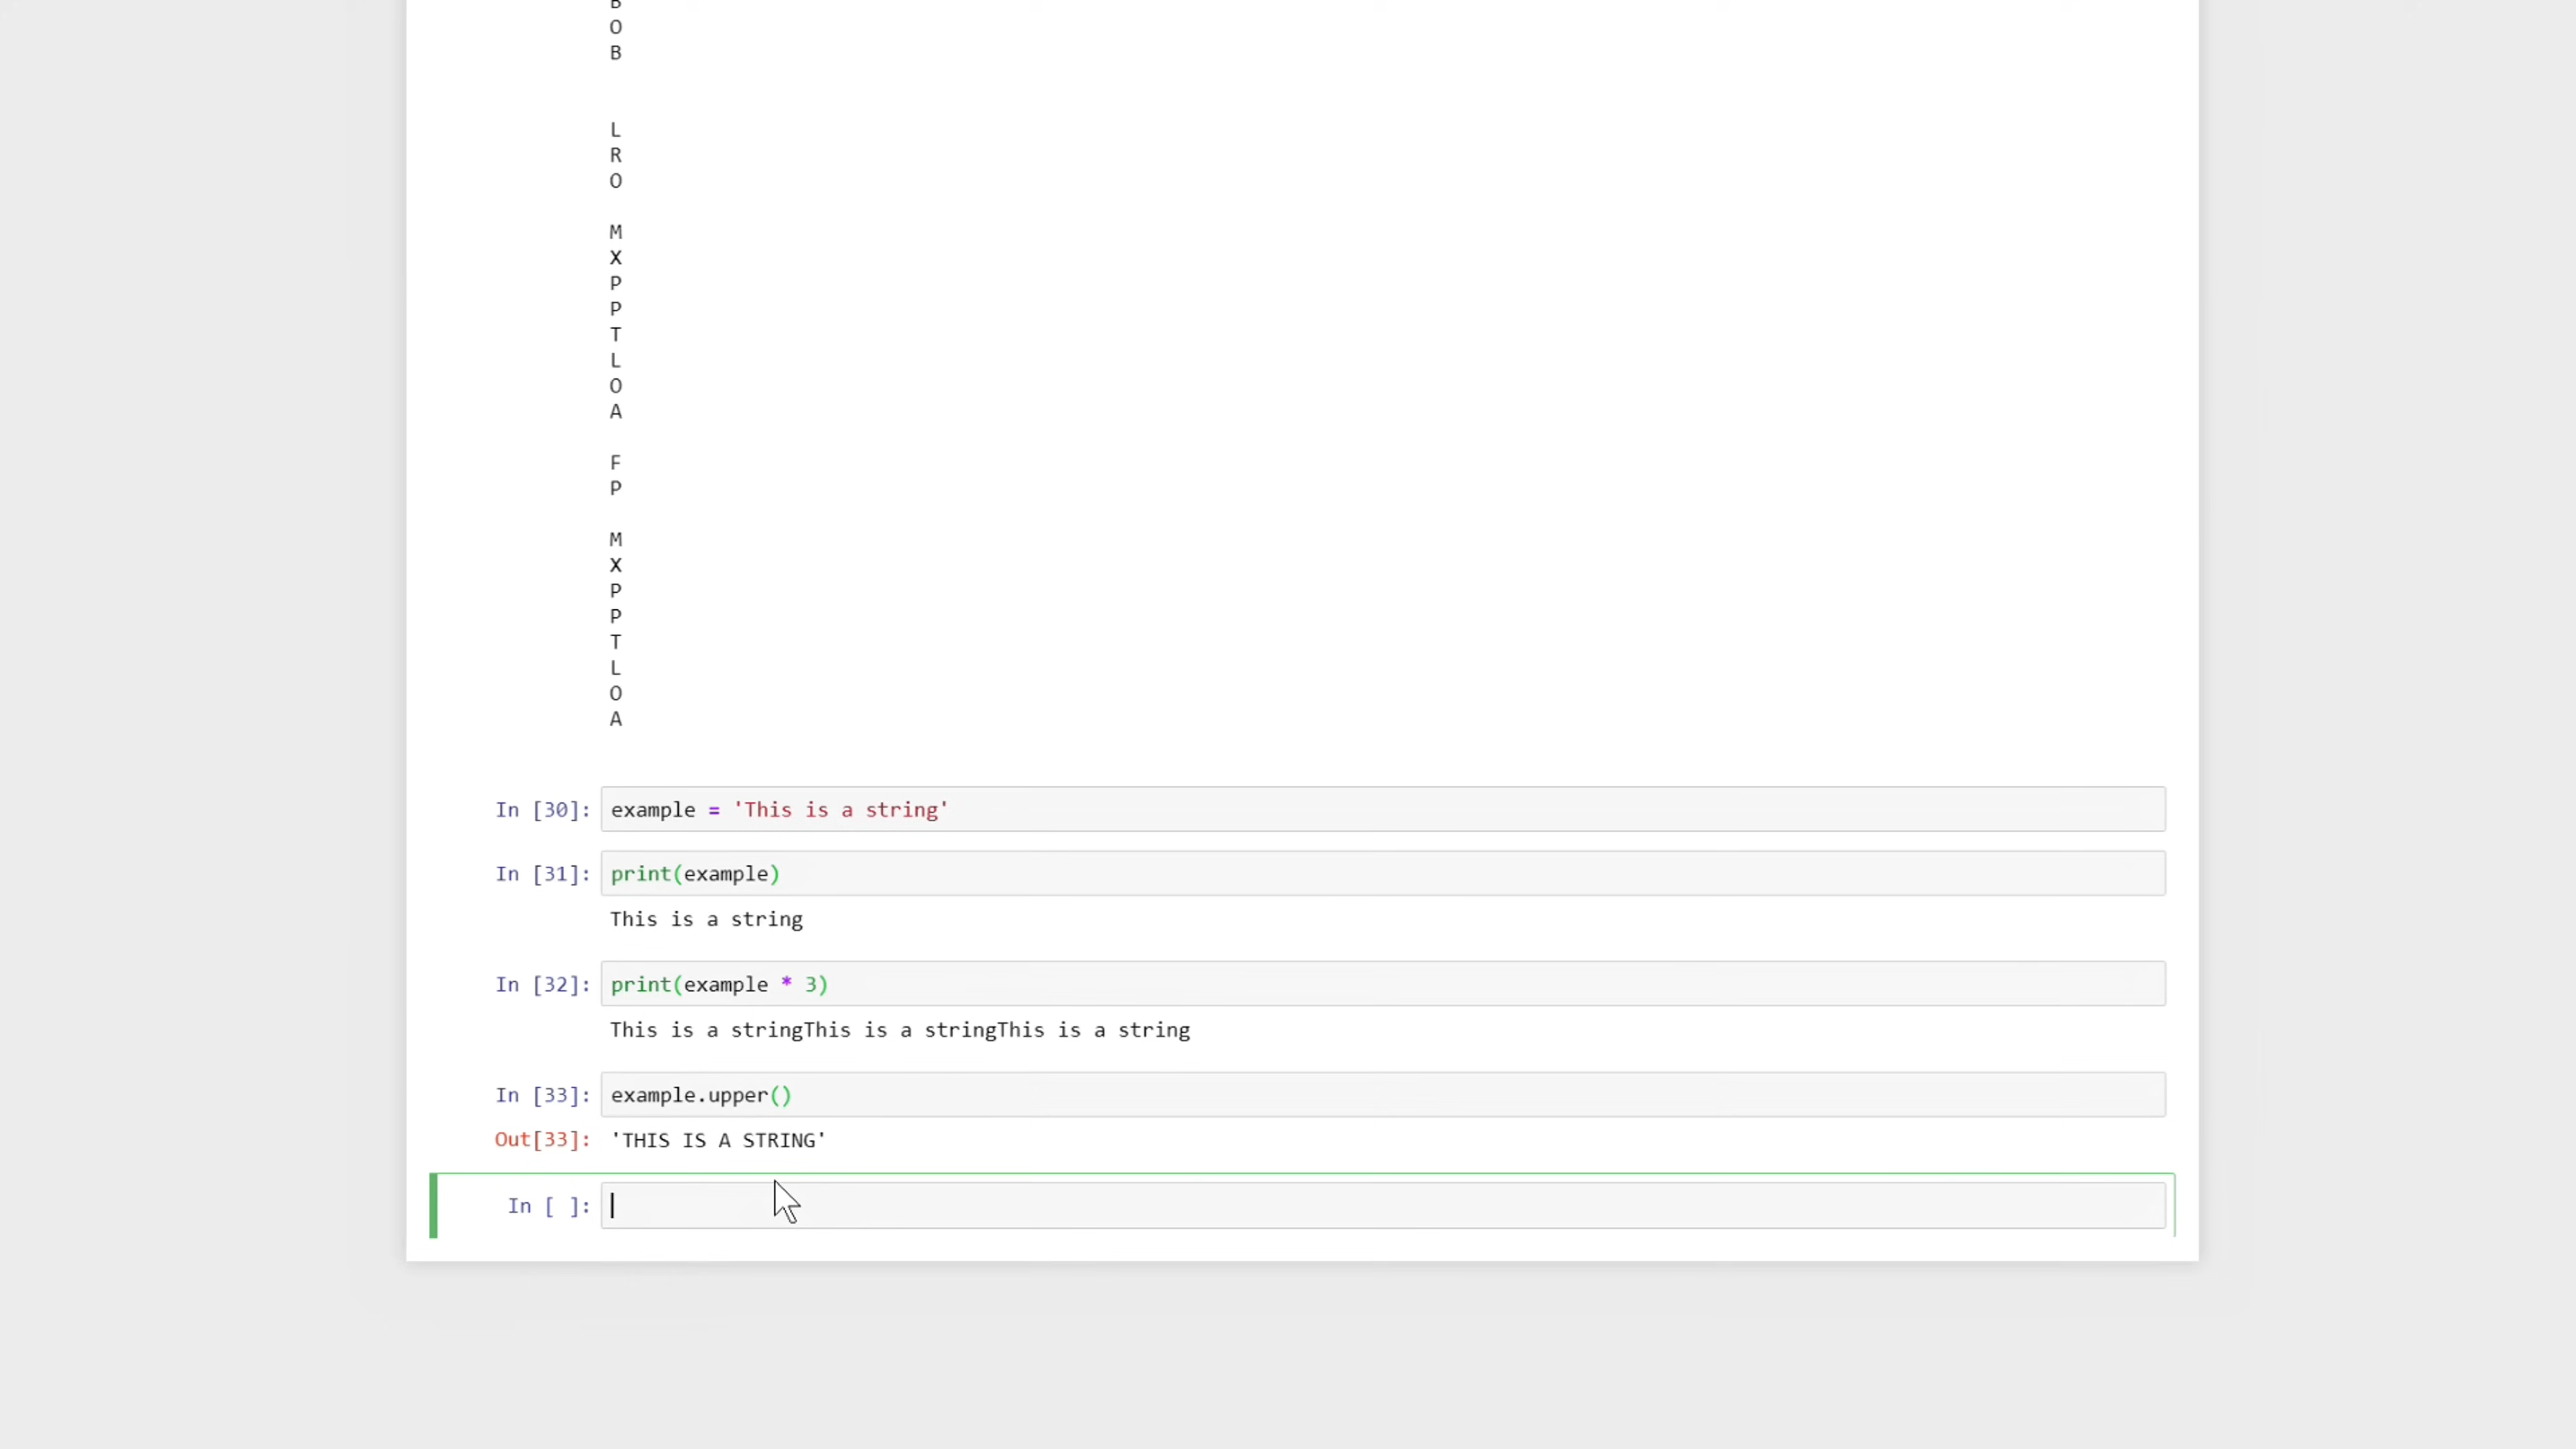 B
O
B
L
R
O
M
X
P
P
T
L
O
A
F
P
M
X
P
P
T
L
O
A
In [30]: example = 'This is a string'
In [31]: print(example)
This is a string
In [32]: print(example * 3)
This is a stringThis is a stringThis is a string
In [33]: example.upper()
Out[33]: 'THIS IS A STRING'
In [ ]: